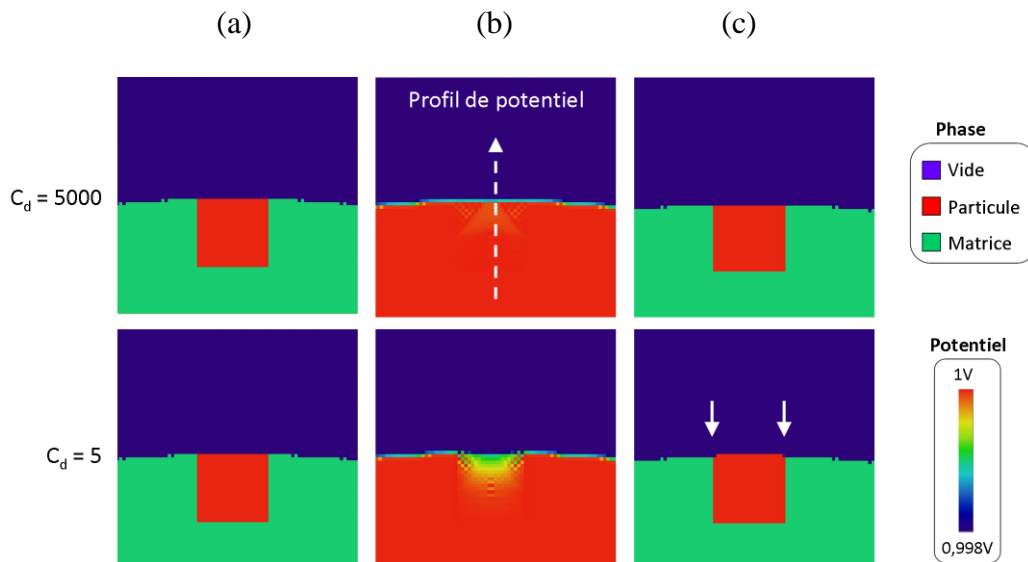 (a)
(b)
(c)
Profil de potentiel
C_d = 5000
Phase
Vide
Particule
Matrice
C_d = 5
Potentiel
1V
0,998V